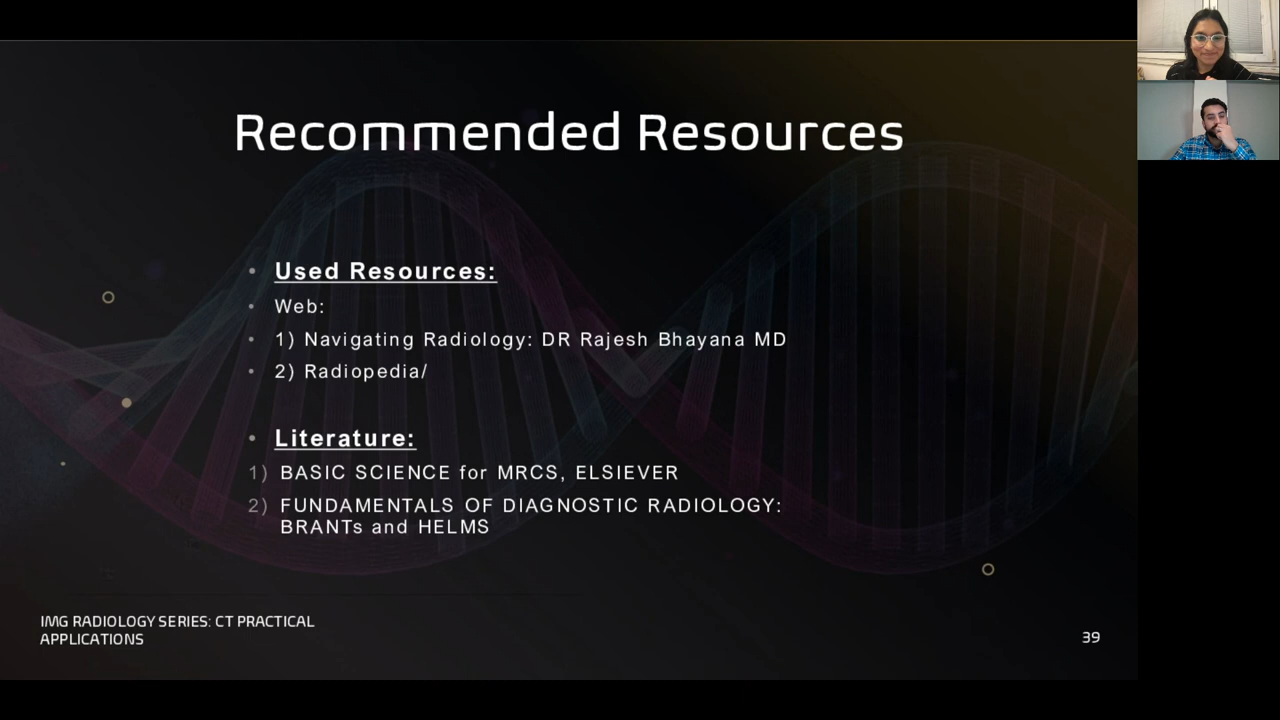 Recommended Resources
• Used Resources:
• Web:
• 1) Navigating Radiology: DR Rajesh Bhayana MD
• 2) Radiopedia/
• Literature:
1) BASIC SCIENCE for MRCS, ELSIEVER
2) FUNDAMENTALS OF DIAGNOSTIC RADIOLOGY:
BRANTs and HELMS
IMG RADIOLOGY SERIES: CT PRACTICAL
APPLICATIONS
39